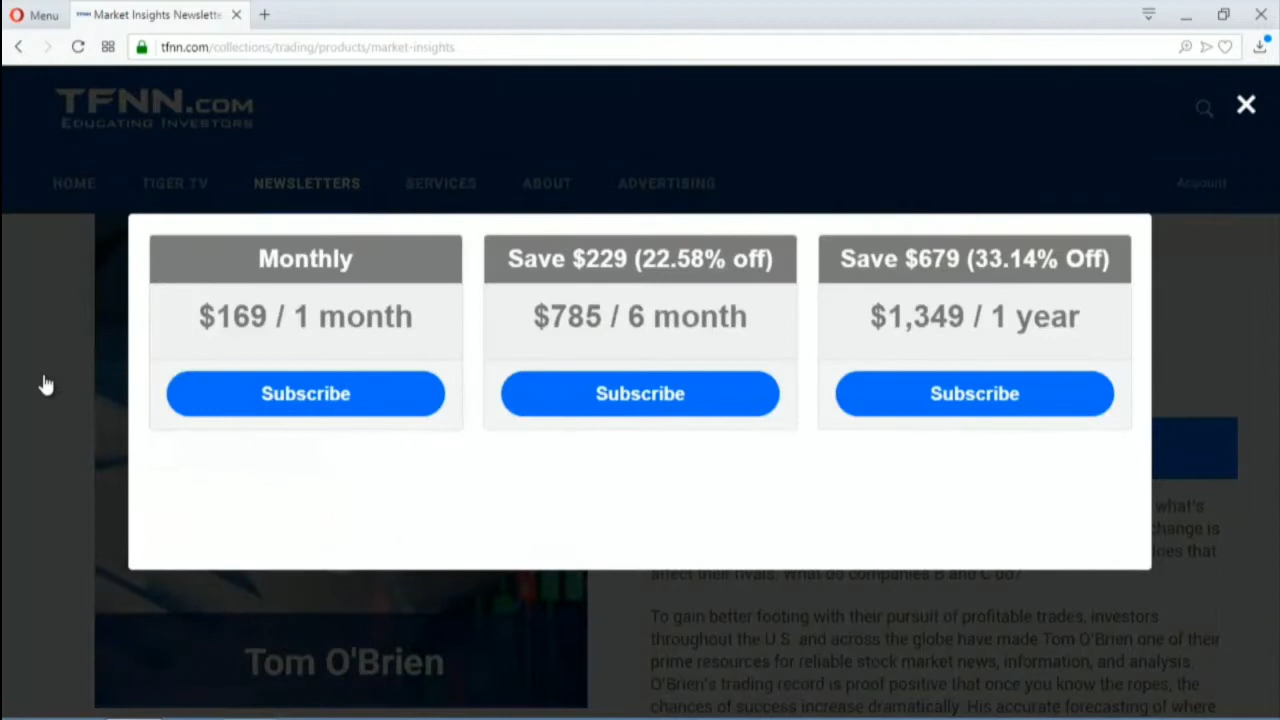 Menu
Market Insights Newslette
tfnn.com/collections/trading/products/market-insights
TFNN.COM
EDUCATING INVESTORS
HOME TIGER TV NEWSLETTERS SERVICES ABOUT ADVERTISING Account
Monthly
$169 / 1 month
Subscribe
Save $229 (22.58% off)
$785 / 6 month
Subscribe
Save $679 (33.14% Off)
$1,349 / 1 year
Subscribe
what's
change is
does that
affect their rivals. What do companies B and C do?
To gain better footing with their pursuit of profitable trades, investors
throughout the U.S. and across the globe have made Tom O'Brien one of their
prime resources for reliable stock market news, information, and analysis.
O'Brien's trading record is proof positive that once you know the ropes, the
chances of success increase dramatically. His accurate forecasting of where
Tom O'Brien